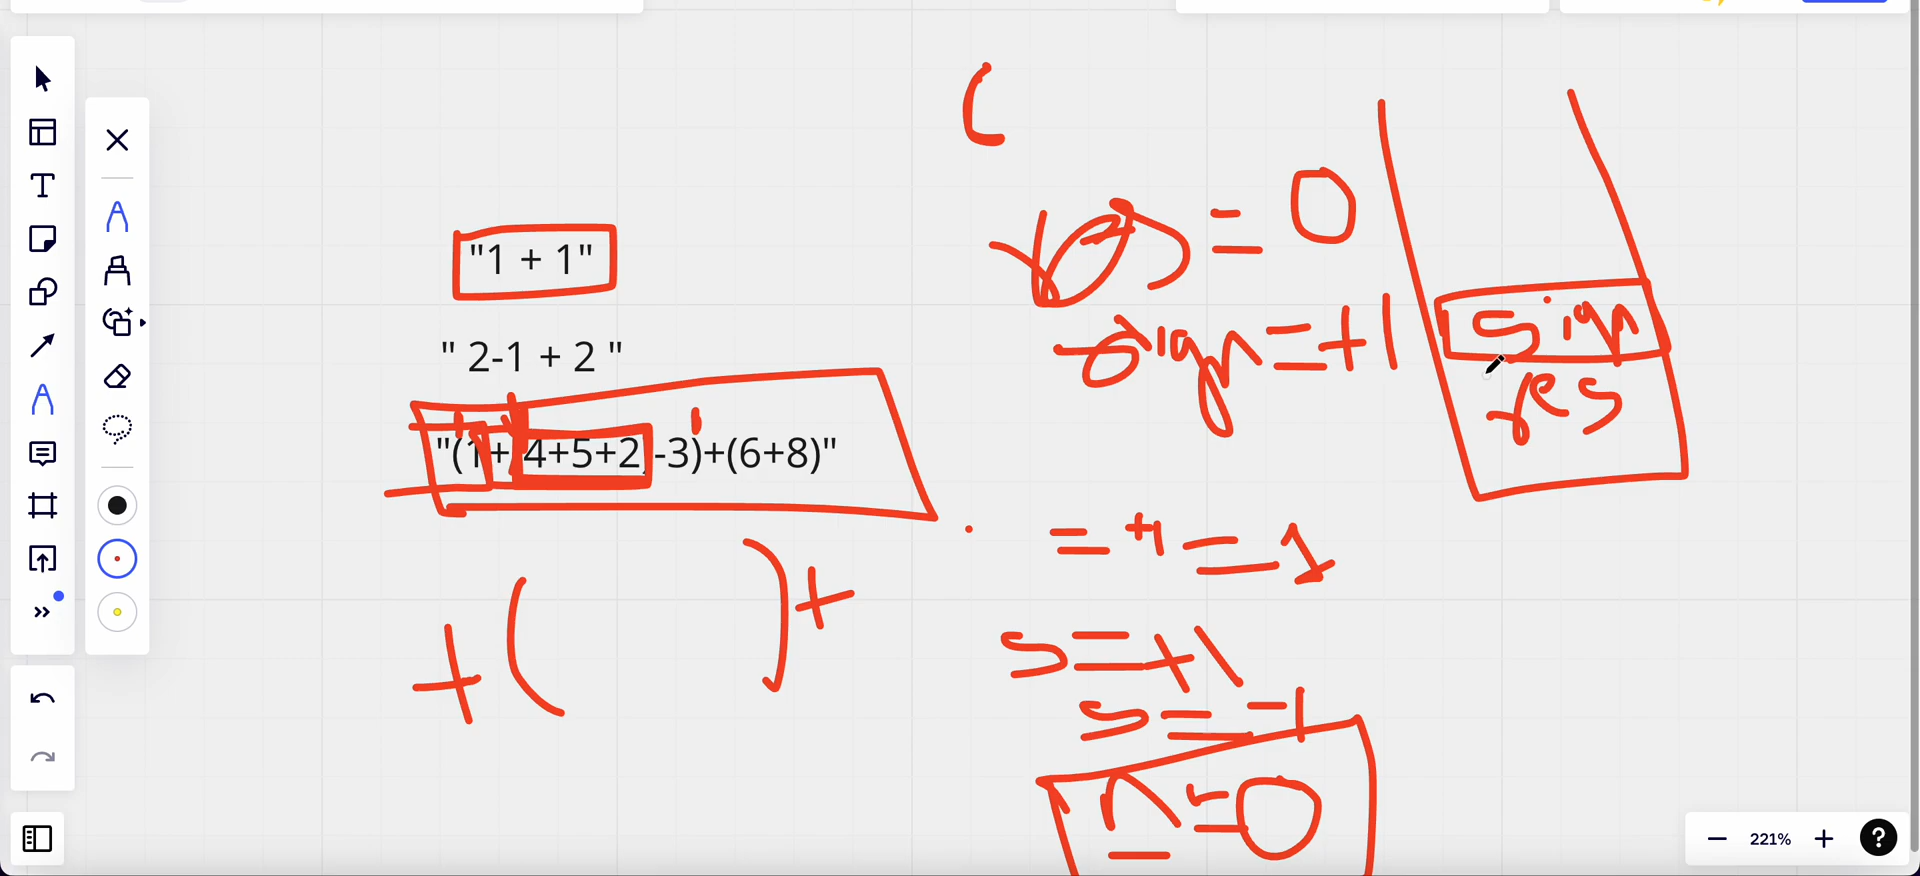 "1 + 1"
" 2-1 + 2 "
"(1+(4+5+2)-3)+(6+8)"
+ ( ) +
(
res = 0
sign = +1
sign
res
= +1 = 1
s = +1
s = -1
n = 0
221%